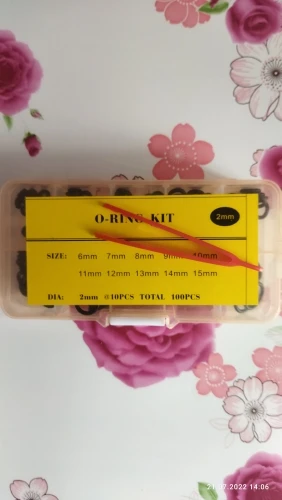 O-RING KIT
2mm
SIZE: 6mm 7mm 8mm 9mm 10mm
11mm 12mm 13mm 14mm 15mm
DIA: 2mm @10PCS TOTAL 100PCS
21.07.2022 14:06